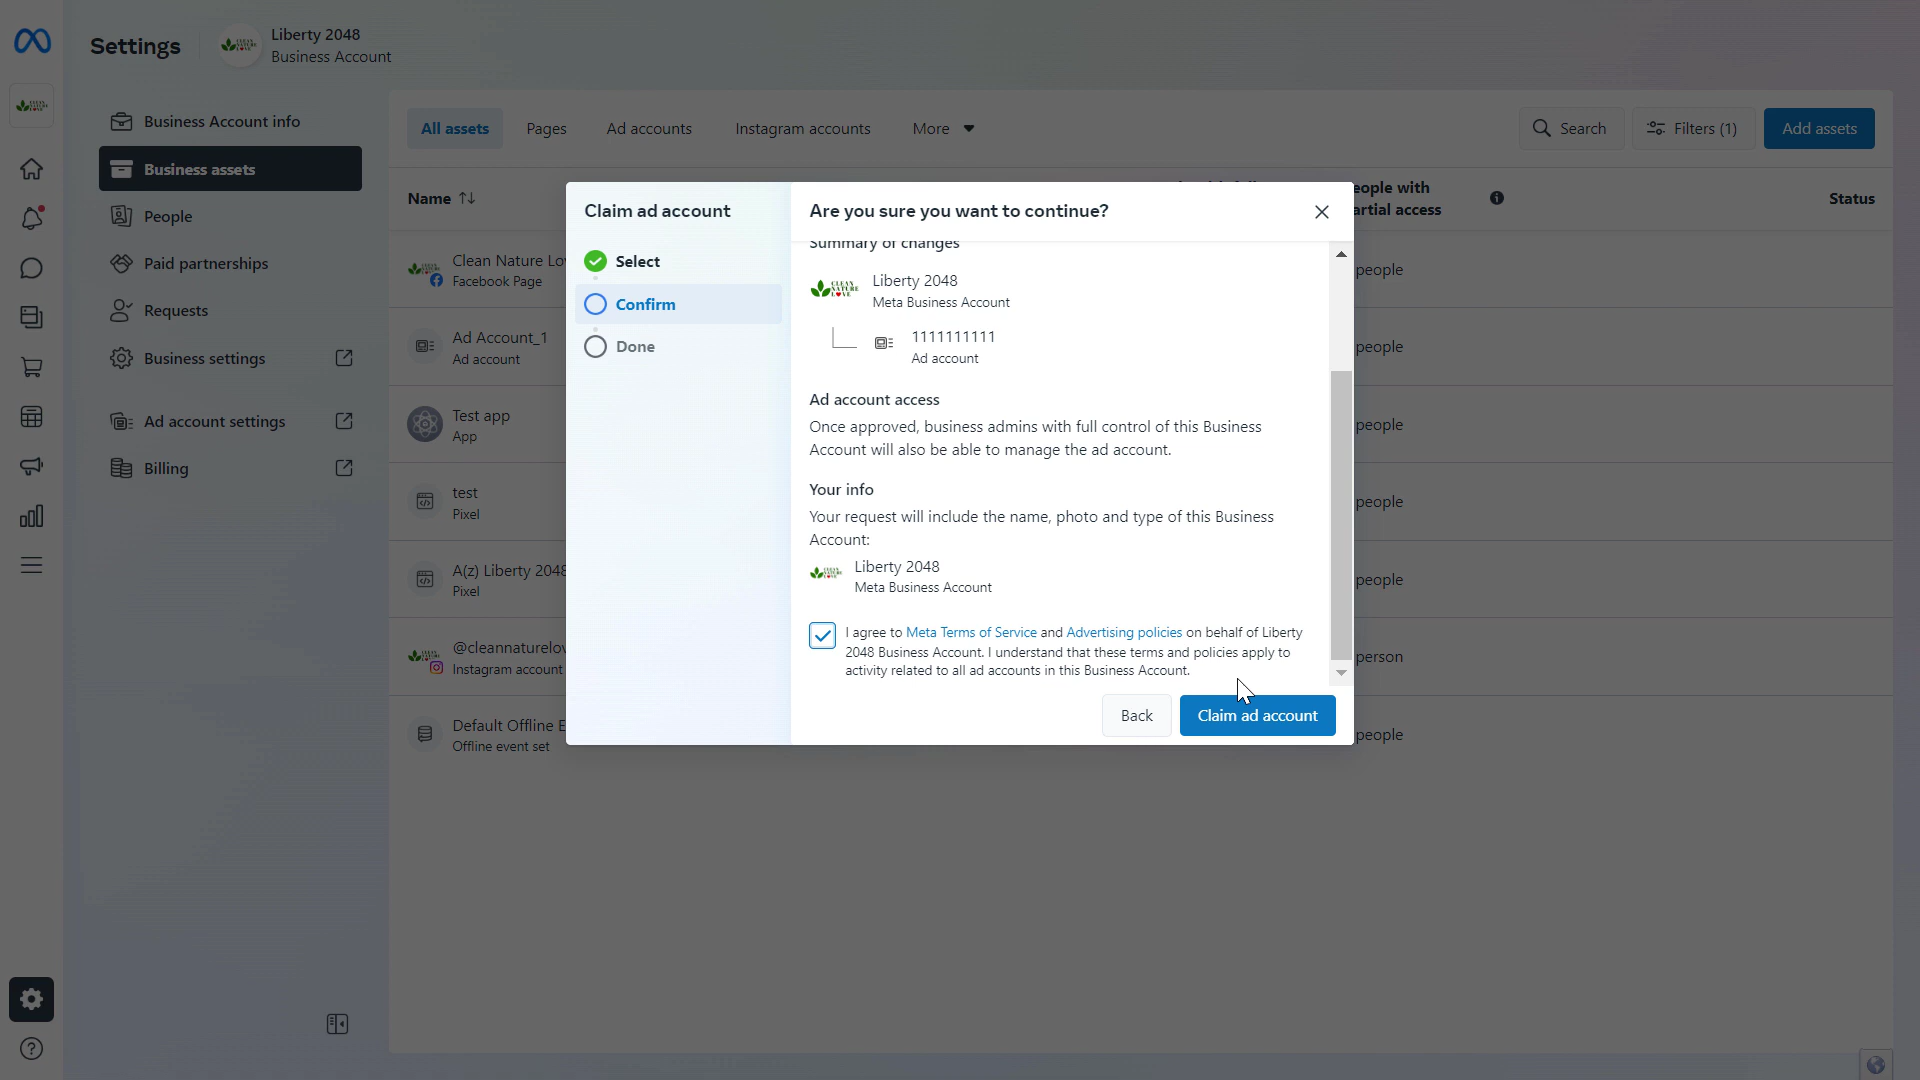 Settings
Liberty 2048
Business Account
Business Account info
Business assets
People
Paid partnerships
Requests
Business settings
Ad account settings
Billing
All assets
Pages
Ad accounts
Instagram accounts
More
Search
Filters (1)
Add assets
Name
eople with
artial access
Status
Clean Nature Lo
Facebook Page
people
Ad Account_1
Ad account
people
Test app
App
people
test
Pixel
people
A(z) Liberty 2048
Pixel
people
@cleannaturelo
Instagram account
person
Default Offline E
Offline event set
people
Claim ad account
Select
Confirm
Done
Are you sure you want to continue?
Summary of changes
CLEAN
NATURE
LOVE
Liberty 2048
Meta Business Account
1111111111
Ad account
Ad account access
Once approved, business admins with full control of this Business
Account will also be able to manage the ad account.
Your info
Your request will include the name, photo and type of this Business
Account:
Liberty 2048
Meta Business Account
I agree to Meta Terms of Service and Advertising policies on behalf of Liberty
2048 Business Account. I understand that these terms and policies apply to
activity related to all ad accounts in this Business Account.
Back
Claim ad account